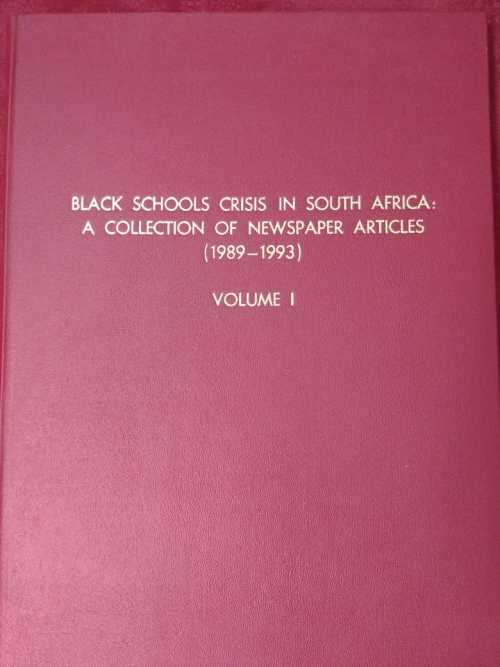 BLACK SCHOOLS CRISIS IN SOUTH AFRICA:
A COLLECTION OF NEWSPAPER ARTICLES
(1989–1993)
VOLUME I